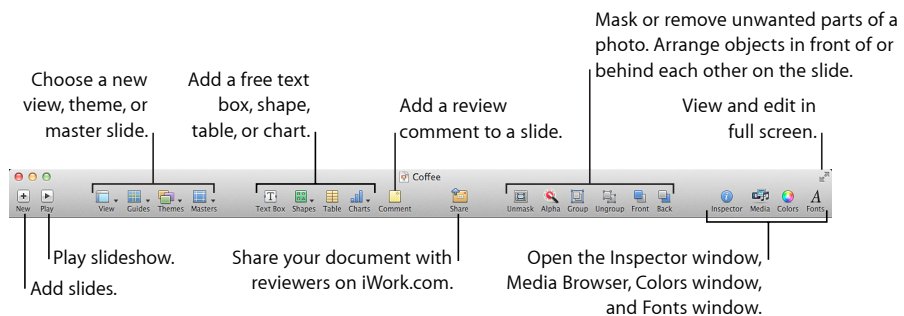 Mask or remove unwanted parts of a
photo. Arrange objects in front of or
behind each other on the slide.
Choose a new
view, theme, or
master slide.
Add a free text
box, shape,
table, or chart.
Add a review
comment to a slide.
View and edit in
full screen.
Coffee
New Play View Guides Themes Masters Text Box Shapes Table Charts Comment Share Unmask Alpha Group Ungroup Front Back Inspector Media Colors Fonts
Play slideshow.
Add slides.
Share your document with
reviewers on iWork.com.
Open the Inspector window,
Media Browser, Colors window,
and Fonts window.